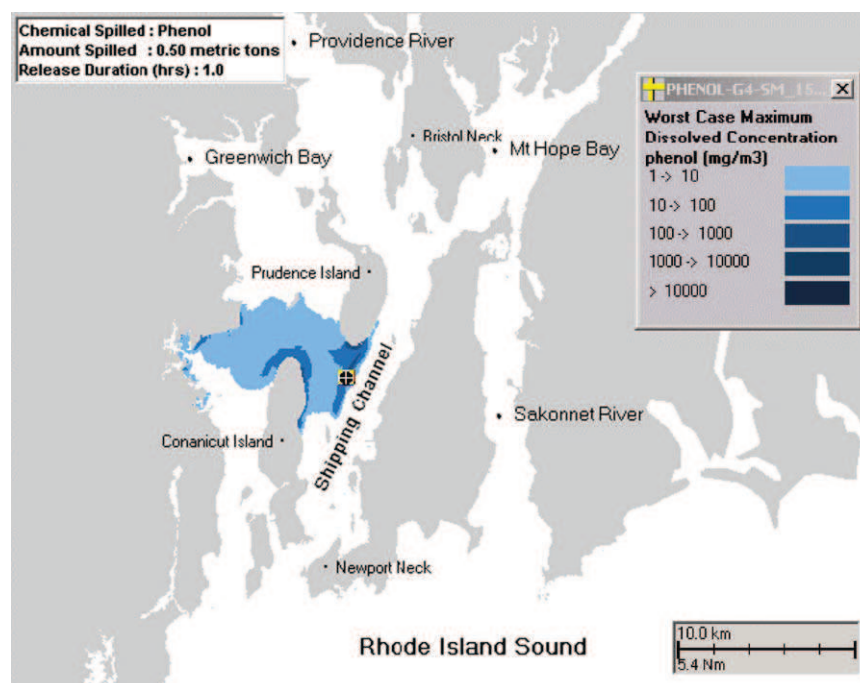 Chemical Spilled : Phenol
Amount Spilled : 0.50 metric tons
Release Duration (hrs) : 1.0
Providence River
PHENOL-G4-SM_15...
Worst Case Maximum
Dissolved Concentration
phenol (mg/m3)
1-> 10
10-> 100
100-> 1000
1000-> 10000
> 10000
Bristol Neck
Mt Hope Bay
Greenwich Bay
Prudence Island
Shipping Channel
Conanicut Island
Sakonnet River
Newport Neck
Rhode Island Sound
10.0 km
5.4 Nm